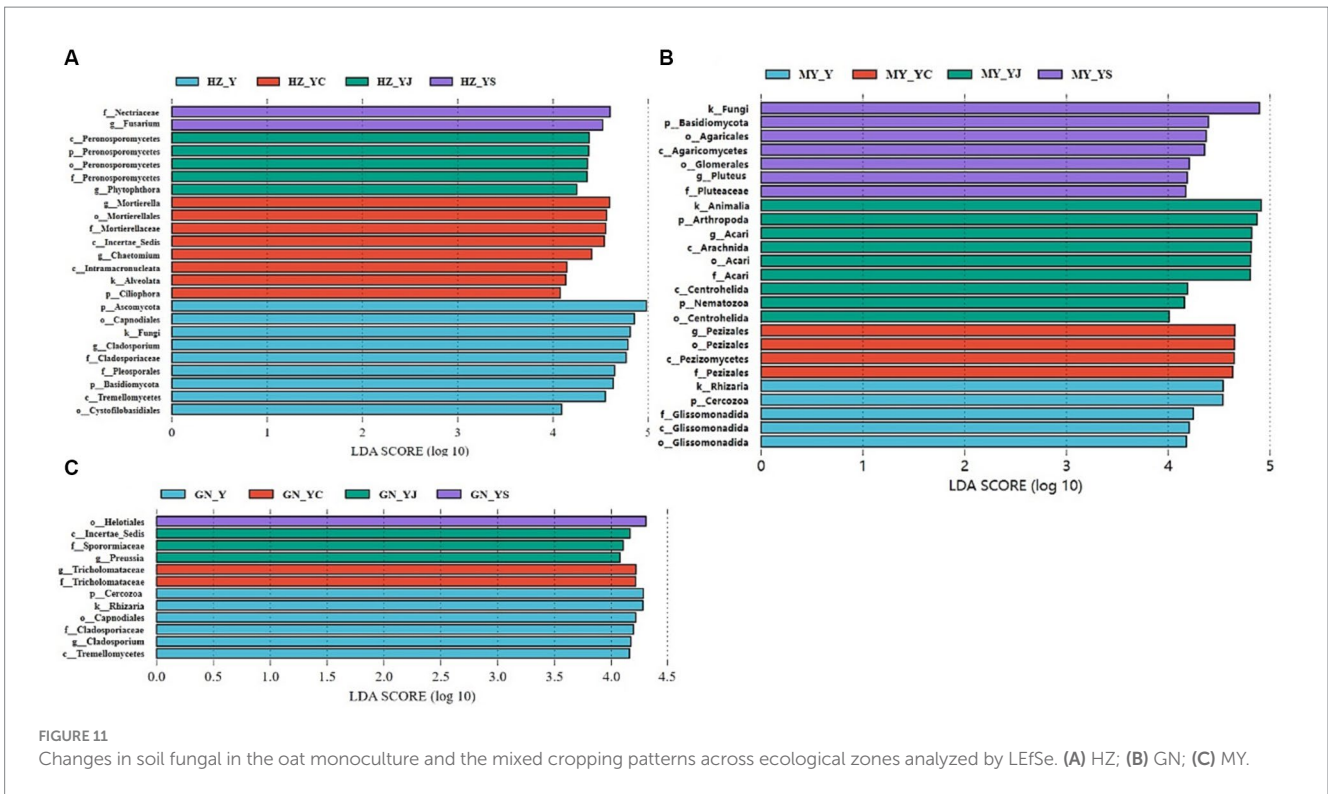 A
HZ_Y HZ_YC HZ_YJ HZ_YS
f__Nectriaceae
g__Fusarium
c__Peronosporomycetes
p__Peronosporomycetes
o__Peronosporomycetes
f__Peronosporomycetes
g__Phytophthora
g__Mortierella
o__Mortierellales
f__Mortierellaceae
c__Incertae_Sedis
g__Chaetomium
c__Intramacronucleata
k__Alveolata
p__Ciliophora
p__Ascomycota
o__Capnodiales
k__Fungi
g__Cladosporium
f__Cladosporiaceae
f__Pleosporales
p__Basidiomycota
c__Tremellomycetes
o__Cystofilobasidiales
0 1 2 3 4 5
LDA SCORE (log 10)
B
MY_Y MY_YC MY_YJ MY_YS
k__Fungi
p__Basidiomycota
o__Agaricales
c__Agaricomycetes
o__Glomerales
g__Pluteus
f__Pluteaceae
k__Animalia
p__Arthropoda
g__Acari
c__Arachnida
o__Acari
f__Acari
c__Centrohelida
p__Nematozoa
o__Centrohelida
g__Pezizales
o__Pezizales
c__Pezizomycetes
f__Pezizales
k__Rhizaria
p__Cercozoa
f__Glissomonadida
c__Glissomonadida
o__Glissomonadida
0 1 2 3 4 5
LDA SCORE (log 10)
C
GN_Y GN_YC GN_YJ GN_YS
o__Helotiales
c__Incertae_Sedis
f__Sporormiaceae
g__Preussia
g__Tricholomataceae
f__Tricholomataceae
p__Cercozoa
k__Rhizaria
o__Capnodiales
f__Cladosporiaceae
g__Cladosporium
c__Tremellomycetes
0.0 0.5 1.0 1.5 2.0 2.5 3.0 3.5 4.0 4.5
LDA SCORE (log 10)
FIGURE 11
Changes in soil fungal in the oat monoculture and the mixed cropping patterns across ecological zones analyzed by LEfSe. (A) HZ; (B) GN; (C) MY.